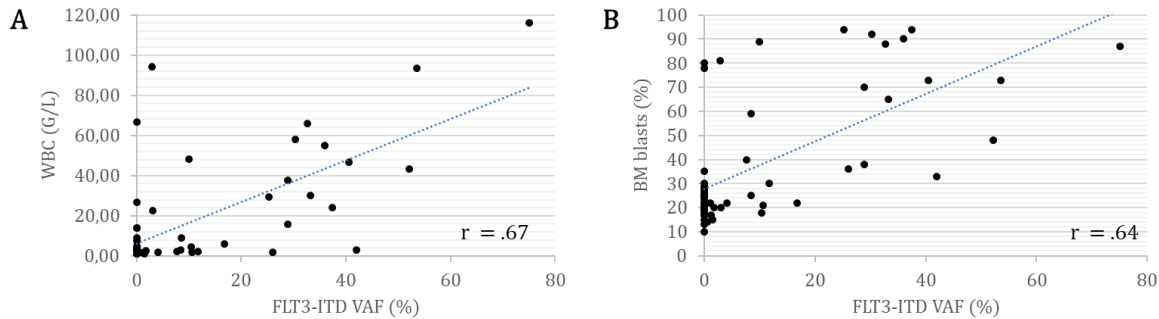 A
120,00
100,00
80,00
60,00
40,00
20,00
0,00
WBC (G/L)
r = .67
0 20 40 60 80
FLT3-ITD VAF (%)
B
100
90
80
70
60
50
40
30
20
10
0
BM blasts (%)
r = .64
0 20 40 60 80
FLT3-ITD VAF (%)